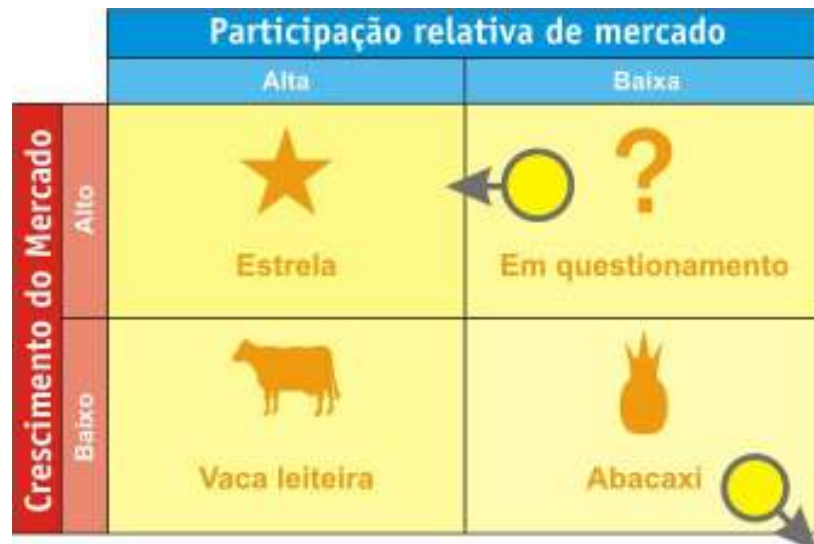 Participação relativa de mercado
Alta
Baixa
Crescimento do Mercado
Alto
?
Estrela
Em questionamento
Baixo
Vaca leiteira
Abacaxi